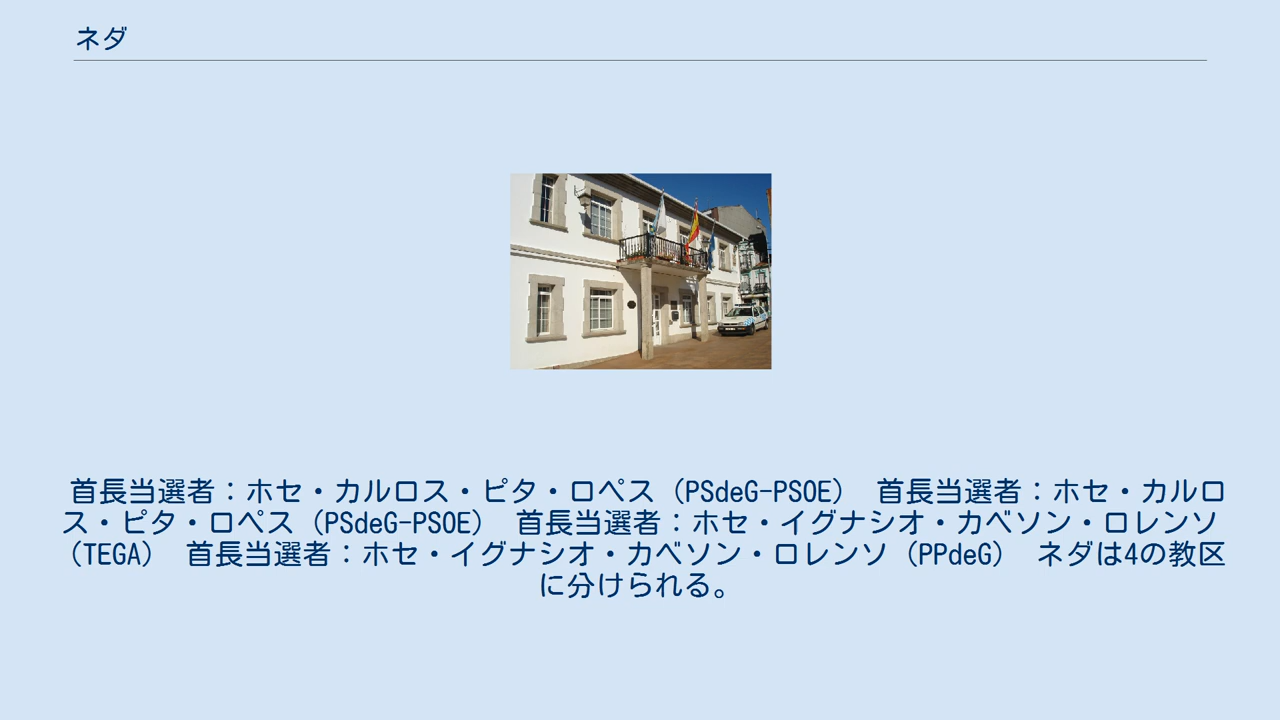 ネダ
首長当選者：ホセ・カルロス・ピタ・ロペス（PSdeG-PSOE）　首長当選者：ホセ・カルロ
ス・ピタ・ロペス（PSdeG-PSOE）　首長当選者：ホセ・イグナシオ・カベソン・ロレンソ
（TEGA）　首長当選者：ホセ・イグナシオ・カベソン・ロレンソ（PPdeG）　ネダは4の教区
に分けられる。